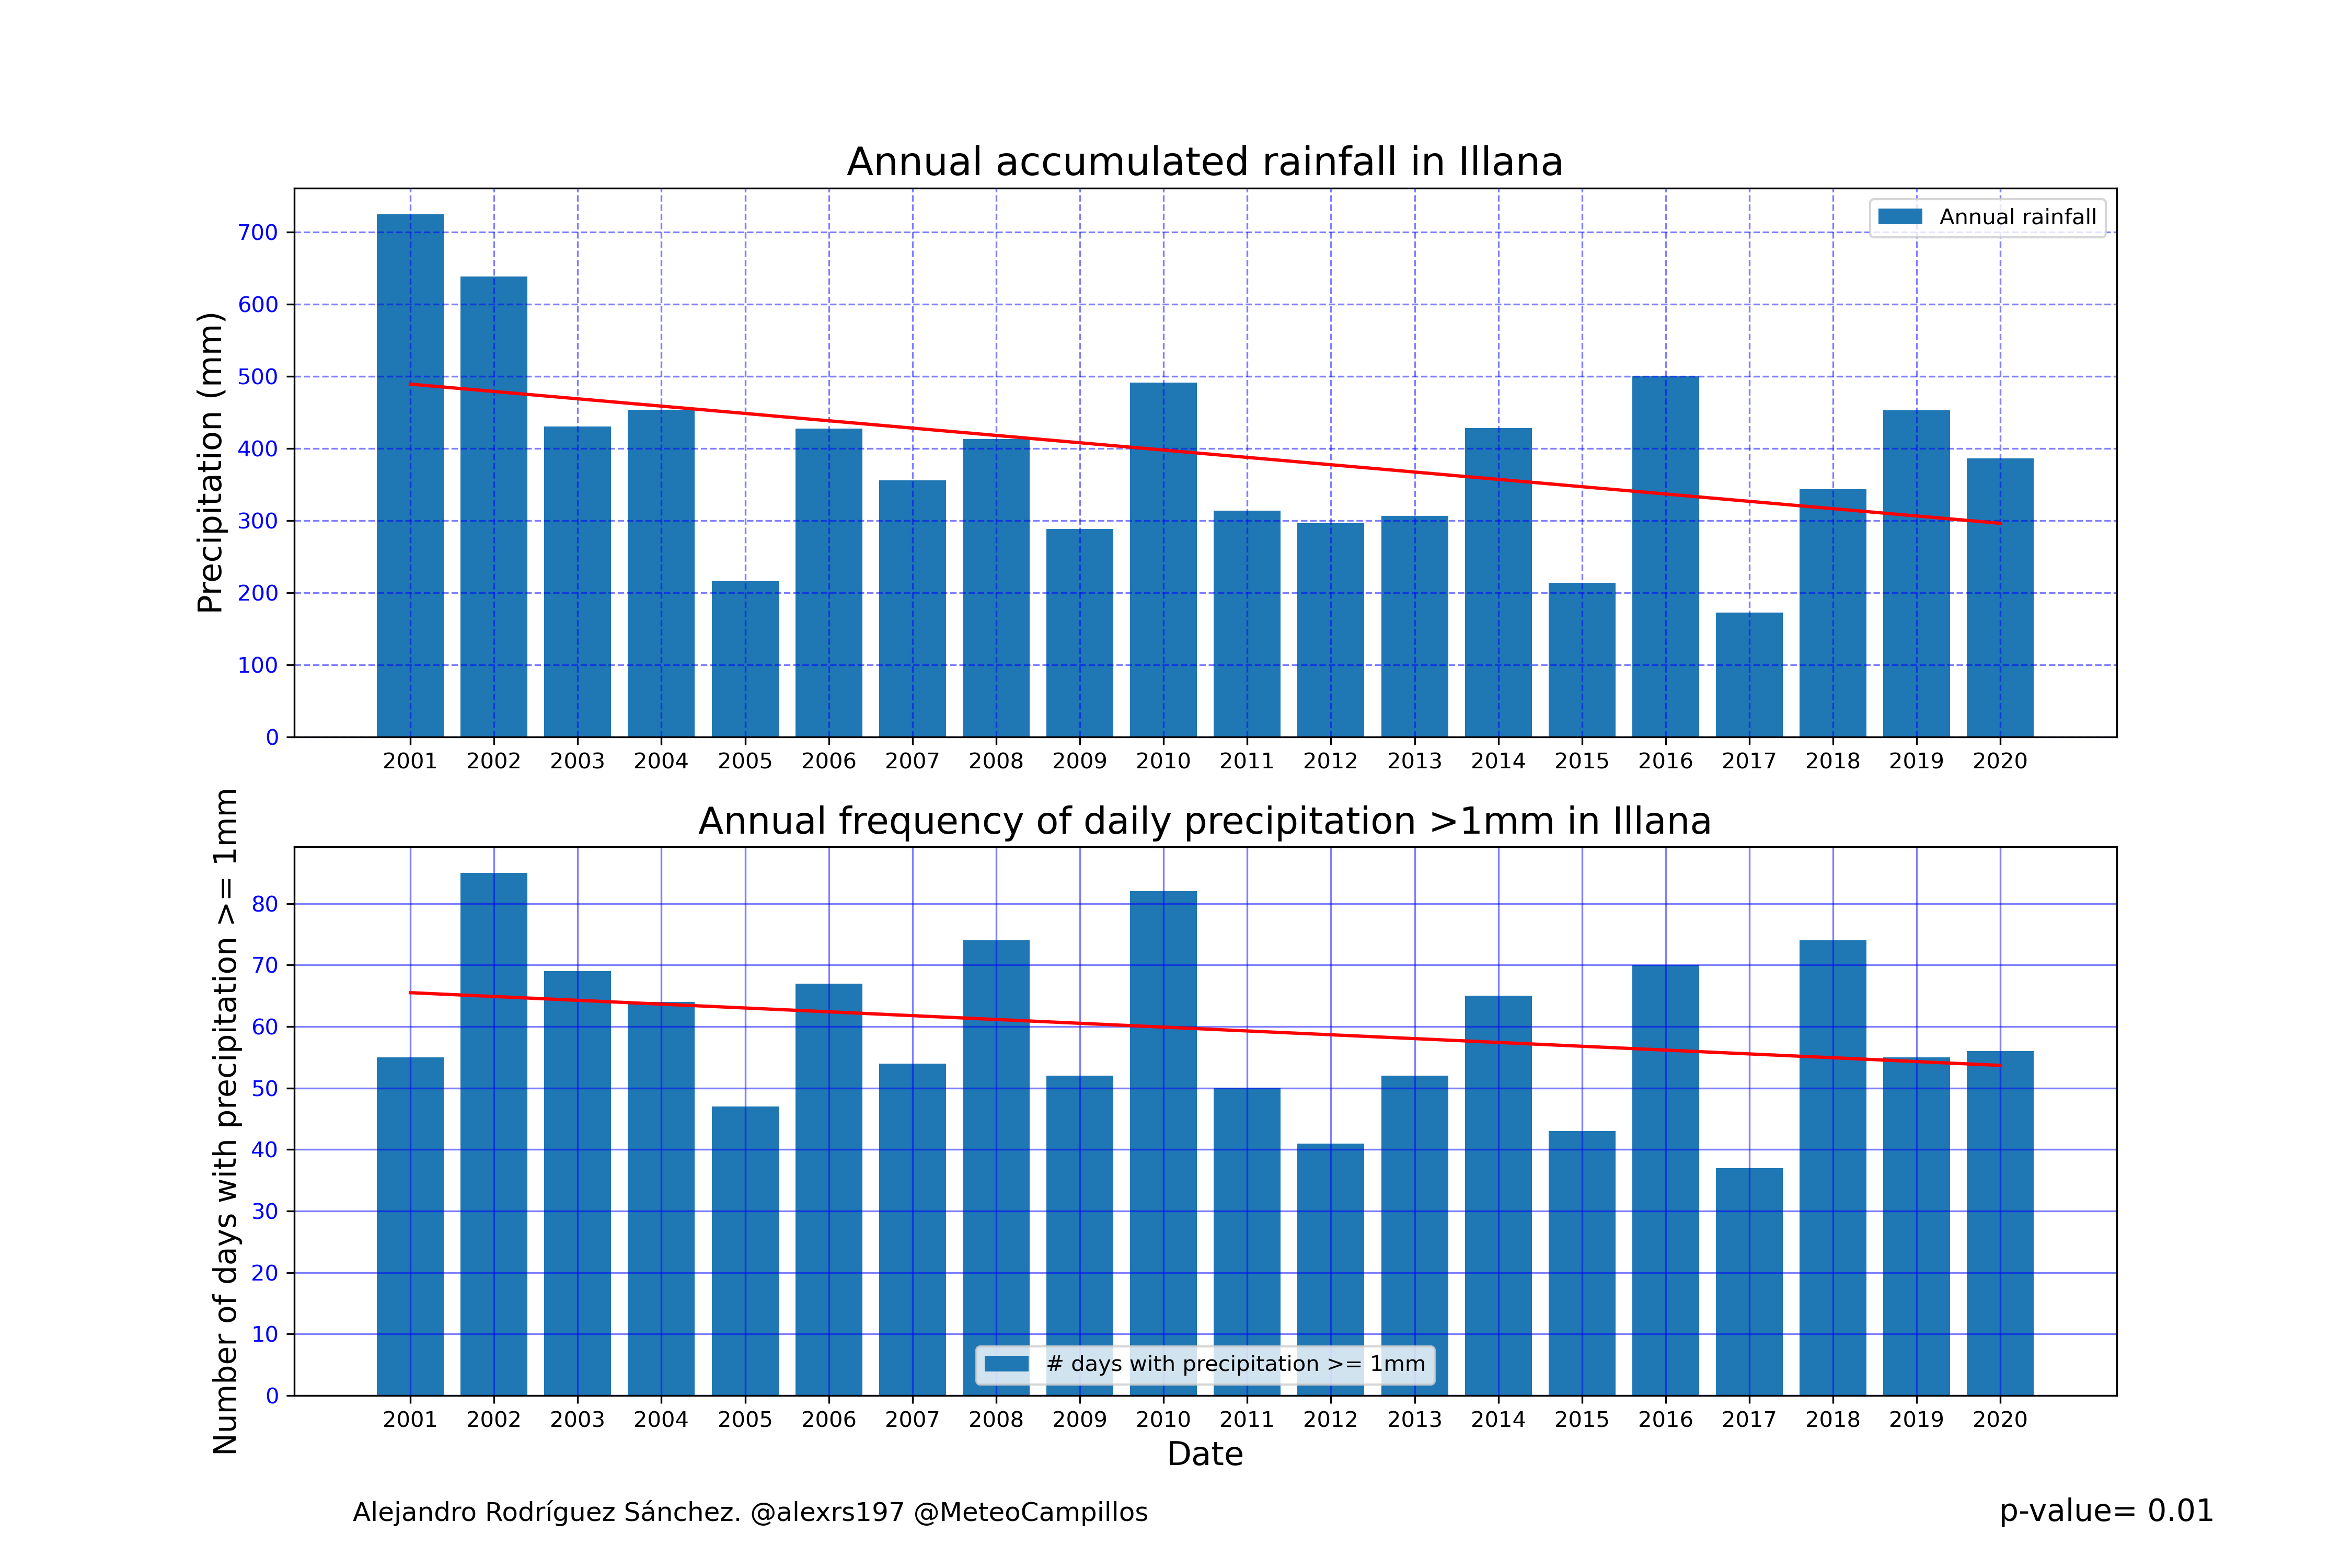 Annual accumulated rainfall in Illana
Precipitation (mm)
700
600
500
400
300
200
100
0
Annual rainfall
2001 2002 2003 2004 2005 2006 2007 2008 2009 2010 2011 2012 2013 2014 2015 2016 2017 2018 2019 2020
Annual frequency of daily precipitation >1mm in Illana
Number of days with precipitation >= 1mm
80
70
60
50
40
30
20
10
0
# days with precipitation >= 1mm
2001 2002 2003 2004 2005 2006 2007 2008 2009 2010 2011 2012 2013 2014 2015 2016 2017 2018 2019 2020
Date
Alejandro Rodríguez Sánchez. @alexrs197 @MeteoCampillos
p-value= 0.01